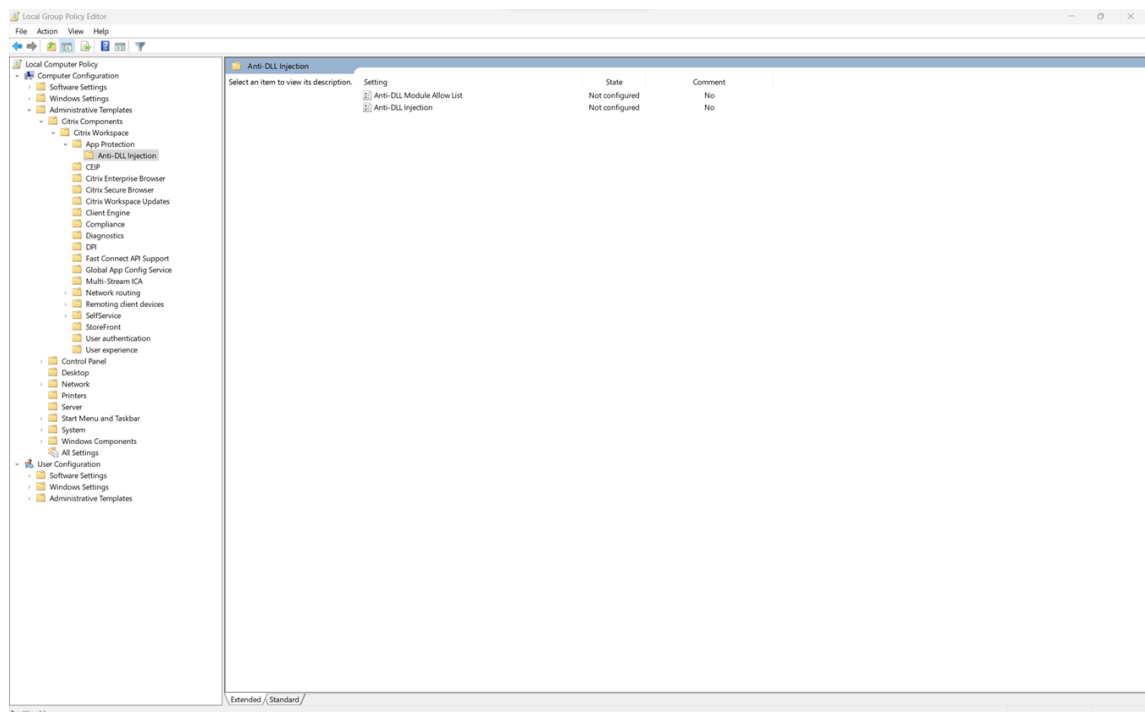 Local Group Policy Editor
File Action View Help
Local Computer Policy
Computer Configuration
Software Settings
Windows Settings
Administrative Templates
Citrix Components
Citrix Workspace
App Protection
Anti-DLL Injection
CEIP
Citrix Enterprise Browser
Citrix Secure Browser
Citrix Workspace Updates
Client Engine
Compliance
Diagnostics
DPI
Fast Connect API Support
Global App Config Service
Multi-Stream ICA
Network routing
Remoting client devices
SelfService
StoreFront
User authentication
User experience
Control Panel
Desktop
Network
Printers
Server
Start Menu and Taskbar
System
Windows Components
All Settings
User Configuration
Software Settings
Windows Settings
Administrative Templates
Anti-DLL Injection
Select an item to view its description.
Setting State Comment
Anti-DLL Module Allow List Not configured No
Anti-DLL Injection Not configured No
Extended Standard